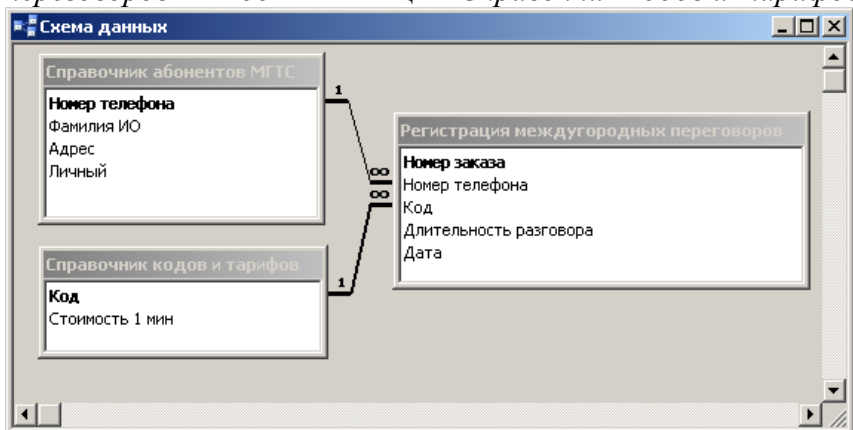 Схема данных
Справочник абонентов МГТС
Номер телефона
Фамилия ИО
Адрес
Личный
1
∞
∞
Регистрация междугородных переговоров
Номер заказа
Номер телефона
Код
Длительность разговора
Дата
Справочник кодов и тарифов
Код
Стоимость 1 мин
1